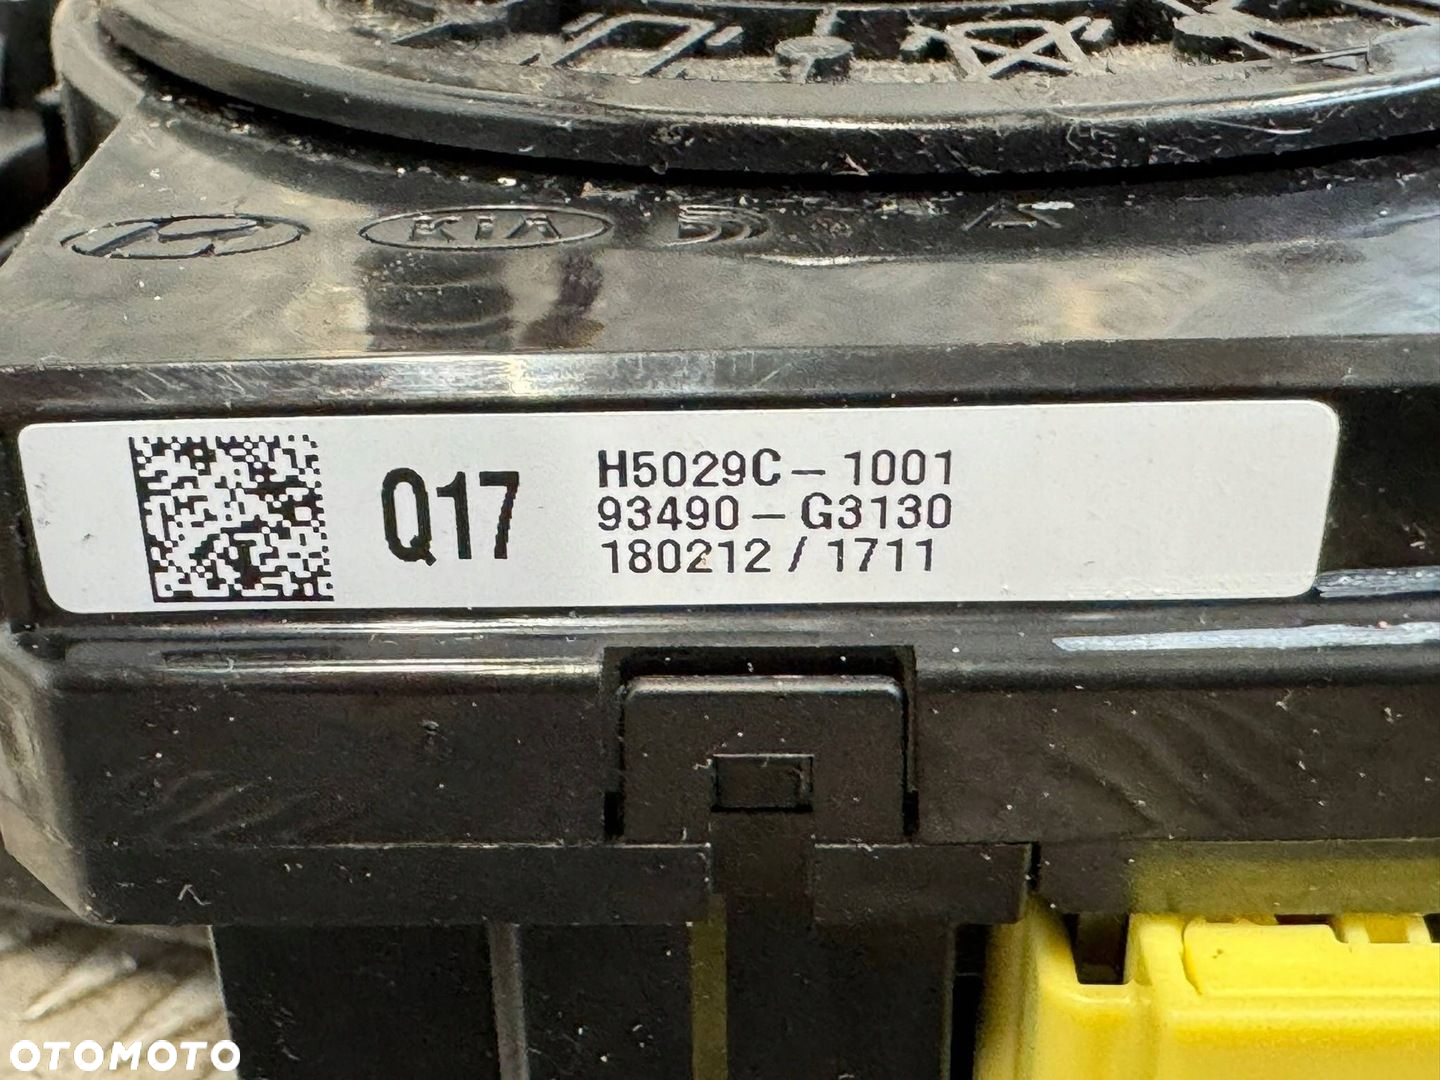 KIA
Q17
H5029C-1001
93490-G3130
180212/1711
OTOMOTO